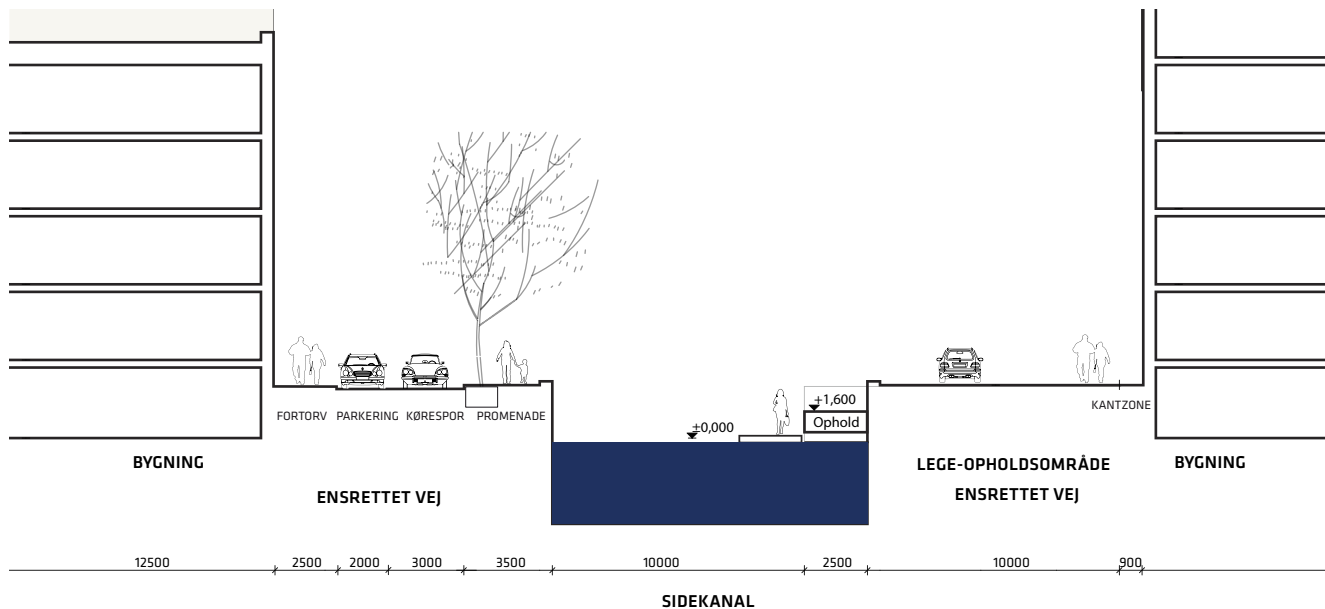 ±1,600
Ophold
±0,000
FORTORV PARKERING KØRESPOR PROMENADE
KANTZONE
BYGNING
LEGE-OPHOLDSOMRÅDE
BYGNING
ENSRETTET VEJ
ENSRETTET VEJ
12500 2500 2000 3000 3500 10000 2500 10000 900
SIDEKANAL